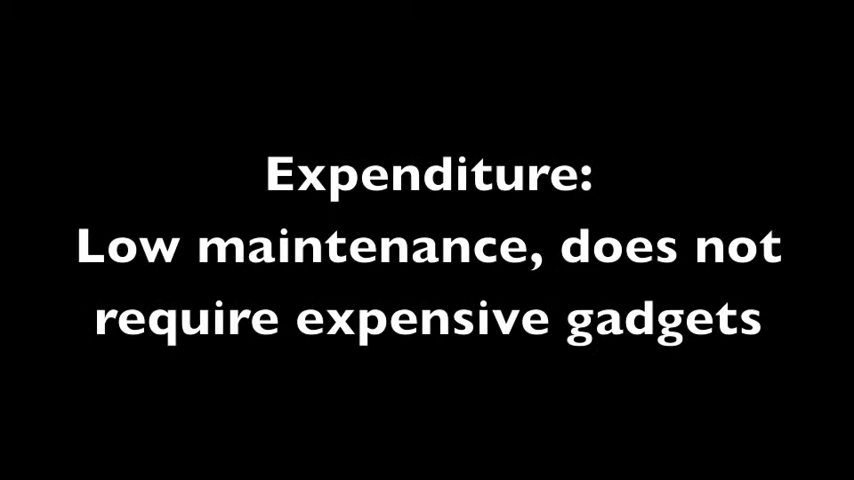 Expenditure:
Low maintenance, does not
require expensive gadgets